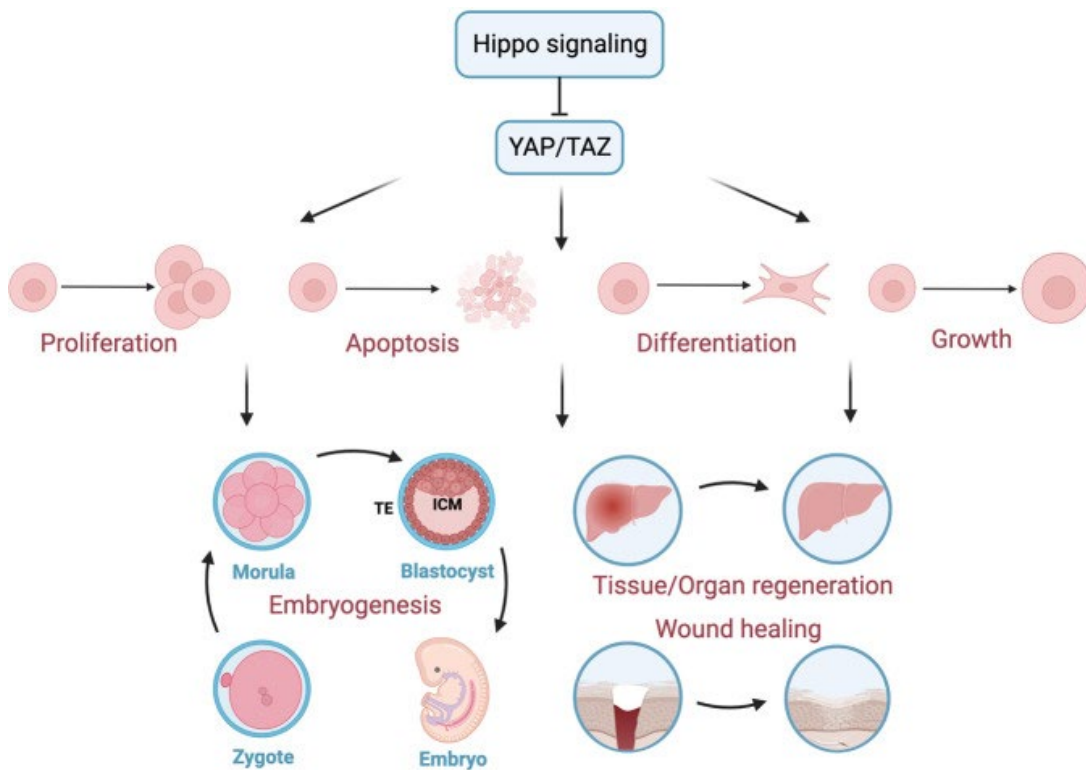 Hippo signaling
YAP/TAZ
Proliferation
Apoptosis
Differentiation
Growth
TE
ICM
Morula
Blastocyst
Embryogenesis
Zygote
Embryo
Tissue/Organ regeneration
Wound healing